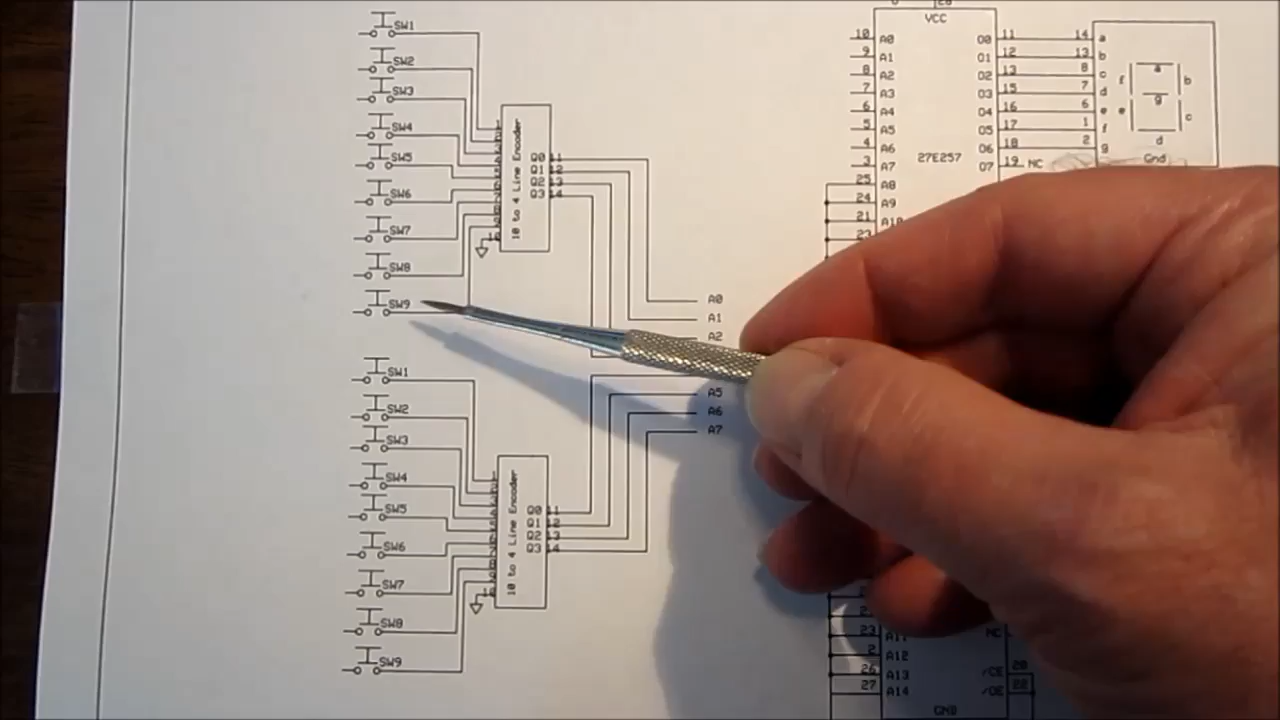 SW1
SW2
SW3
SW4
SW5
SW6
SW7
SW8
SW9
10 to 4 Line Encoder
Q0 11
Q1 12
Q2 13
Q3 14
A0
A1
A2
SW1
SW2
SW3
SW4
SW5
SW6
SW7
SW8
SW9
10 to 4 Line Encoder
Q0 11
Q1 12
Q2 13
Q3 14
A5
A6
A7
28
VCC
10 A0
9 A1
8 A2
7 A3
6 A4
5 A5
4 A6
3 A7
25 A8
24 A9
21 A10
23
27E257
O0 11
O1 12
O2 13
O3 15
O4 16
O5 17
O6 18
O7 19 NC
14 a
13 b
8 c
7 d
6 e
1 f
2 g
a
f b
g
e c
d
Gnd
23 A11
2 A12
26 A13
27 A14
NC
/CE 20
/OE 22
GND